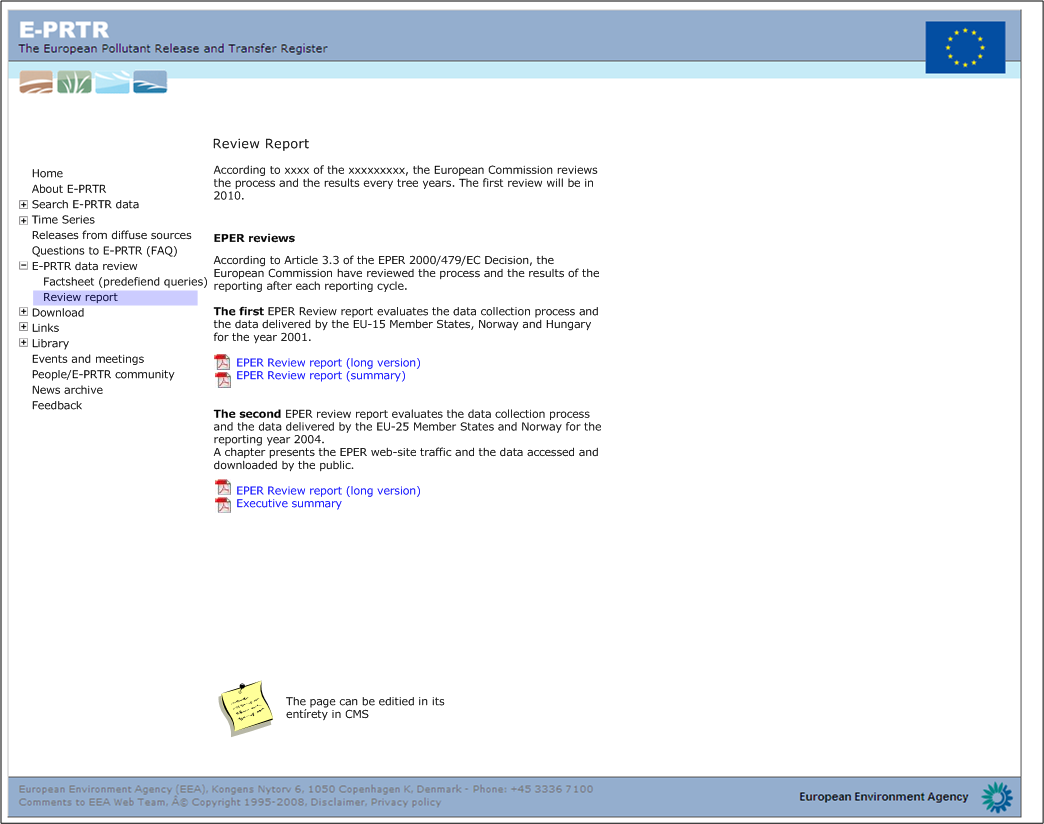 E-PRTR
The European Pollutant Release and Transfer Register
Home
About E-PRTR
Search E-PRTR data
Time Series
Releases from diffuse sources
Questions to E-PRTR (FAQ)
E-PRTR data review
Factsheet (predefiend queries)
Review report
Download
Links
Library
Events and meetings
People/E-PRTR community
News archive
Feedback
Review Report
According to xxxx of the xxxxxxxxx, the European Commission reviews
the process and the results every tree years. The first review will be in
2010.
EPER reviews
According to Article 3.3 of the EPER 2000/479/EC Decision, the
European Commission have reviewed the process and the results of the
reporting after each reporting cycle.
The first EPER Review report evaluates the data collection process and
the data delivered by the EU-15 Member States, Norway and Hungary
for the year 2001.
EPER Review report (long version)
EPER Review report (summary)
The second EPER review report evaluates the data collection process
and the data delivered by the EU-25 Member States and Norway for the
reporting year 2004.
A chapter presents the EPER web-site traffic and the data accessed and
downloaded by the public.
EPER Review report (long version)
Executive summary
The page can be editied in its
entírety in CMS
European Environment Agency (EEA), Kongens Nytorv 6, 1050 Copenhagen K, Denmark - Phone: +45 3336 7100
Comments to EEA Web Team, Â© Copyright 1995-2008. Disclaimer. Privacy policy
European Environment Agency